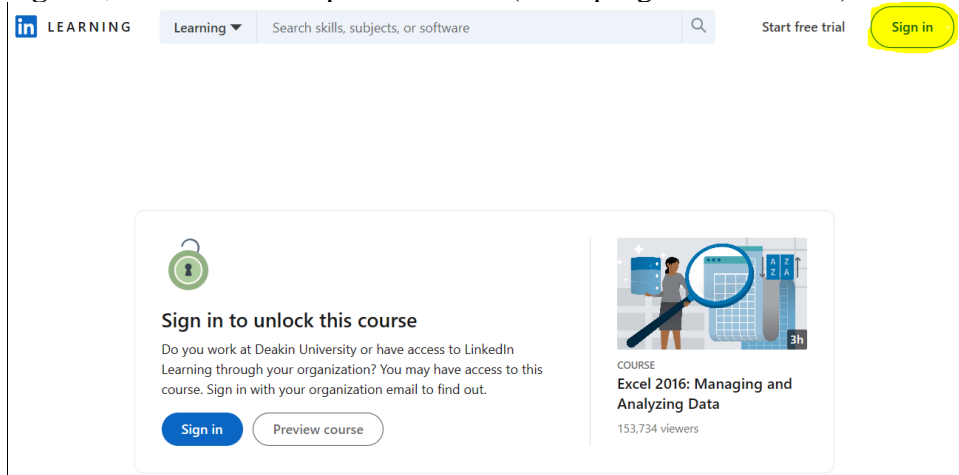 in LEARNING Learning Search skills, subjects, or software Start free trial Sign in
A Z
Z A
3h
Sign in to unlock this course
Do you work at Deakin University or have access to LinkedIn
Learning through your organization? You may have access to this
course. Sign in with your organization email to find out.
Sign in Preview course
COURSE
Excel 2016: Managing and
Analyzing Data
153,734 viewers